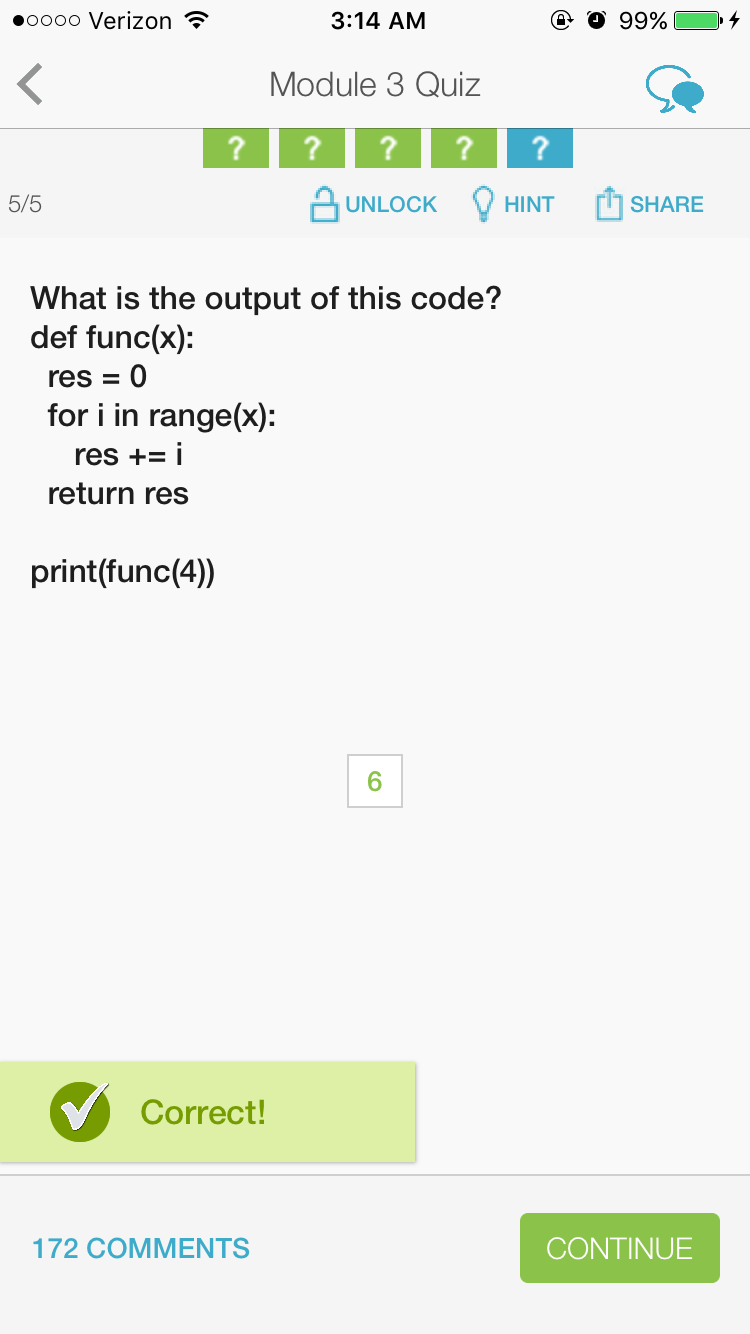 Verizon 3:14 AM 99%
Module 3 Quiz
? ? ? ? ?
5/5 UNLOCK HINT SHARE
What is the output of this code?
def func(x):
  res = 0
  for i in range(x):
     res += i
  return res
print(func(4))
6
Correct!
172 COMMENTS CONTINUE